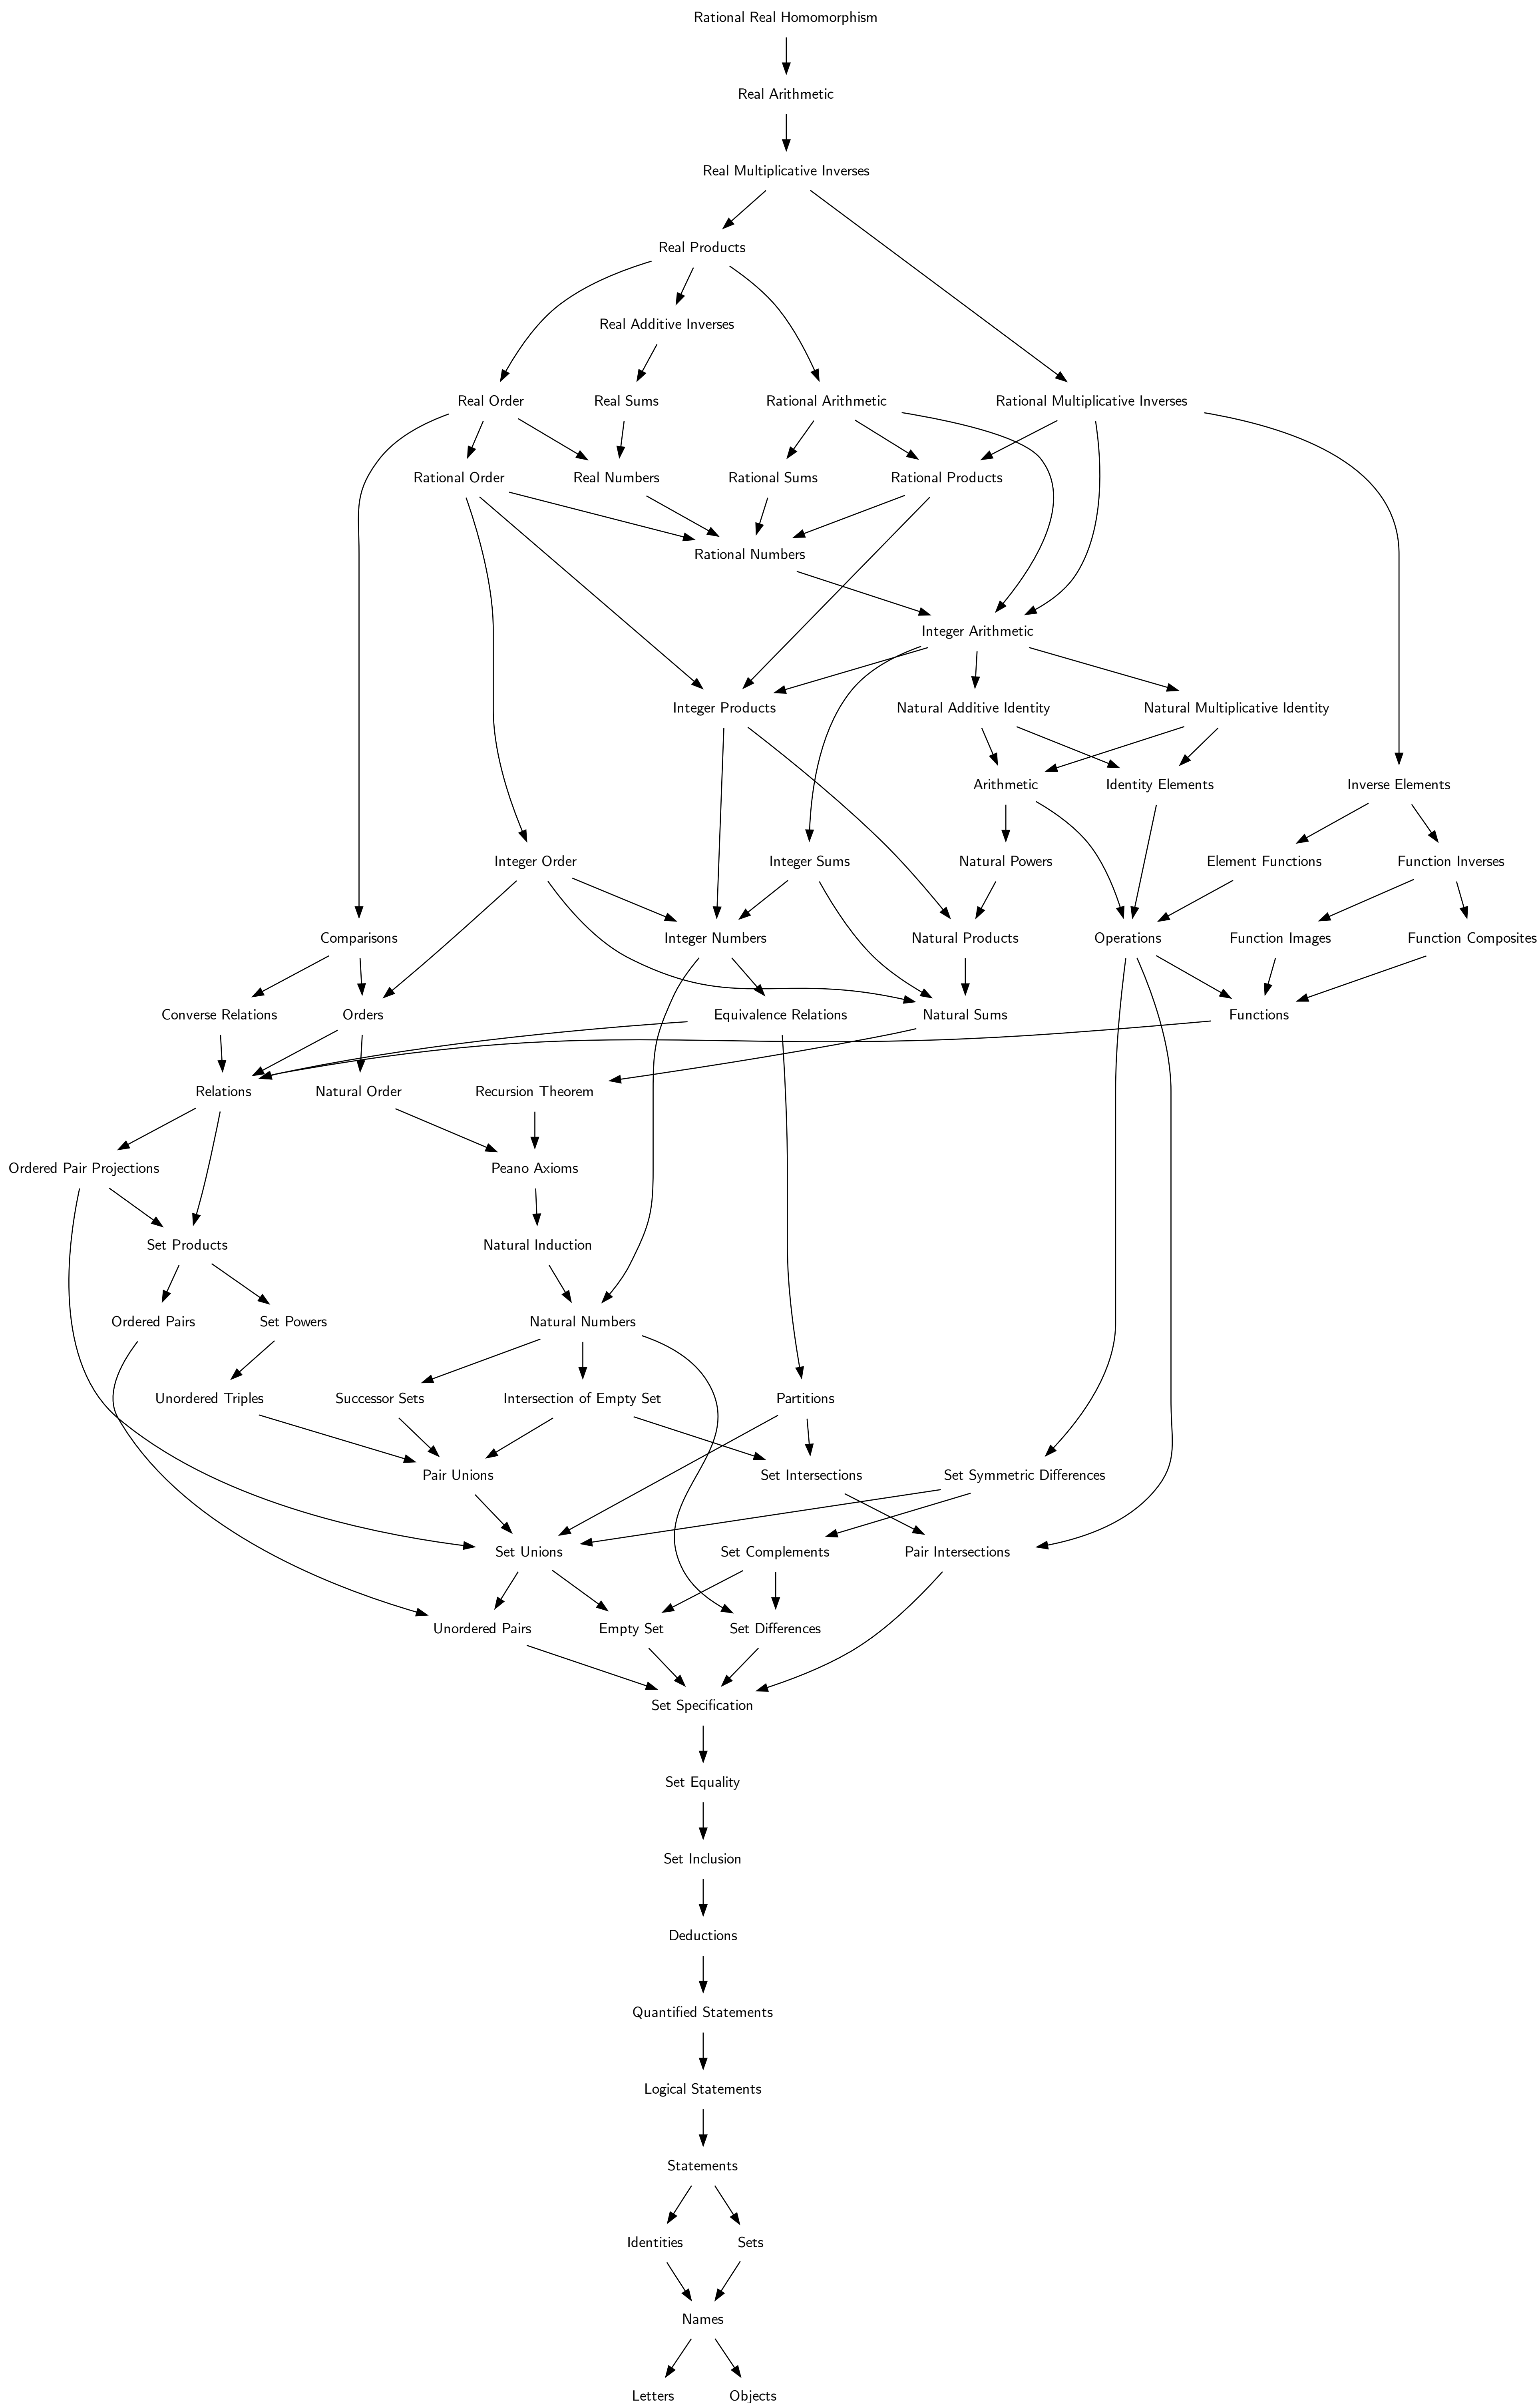 Rational Real Homomorphism
Real Arithmetic
Real Multiplicative Inverses
Real Products
Real Additive Inverses
Real Order
Real Sums
Rational Arithmetic
Rational Multiplicative Inverses
Rational Order
Real Numbers
Rational Sums
Rational Products
Rational Numbers
Integer Arithmetic
Integer Products
Natural Additive Identity
Natural Multiplicative Identity
Arithmetic
Identity Elements
Inverse Elements
Integer Order
Integer Sums
Natural Powers
Element Functions
Function Inverses
Comparisons
Integer Numbers
Natural Products
Operations
Function Images
Function Composites
Converse Relations
Orders
Equivalence Relations
Natural Sums
Functions
Relations
Natural Order
Recursion Theorem
Ordered Pair Projections
Peano Axioms
Set Products
Natural Induction
Ordered Pairs
Set Powers
Natural Numbers
Unordered Triples
Successor Sets
Intersection of Empty Set
Partitions
Pair Unions
Set Intersections
Set Symmetric Differences
Set Unions
Set Complements
Pair Intersections
Unordered Pairs
Empty Set
Set Differences
Set Specification
Set Equality
Set Inclusion
Deductions
Quantified Statements
Logical Statements
Statements
Identities
Sets
Names
Letters
Objects